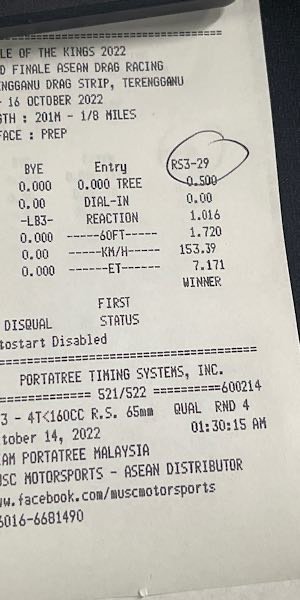 LE OF THE KINGS 2022
D FINALE ASEAN DRAG RACING
NGGANU DRAG STRIP, TERENGGANU
- 16 OCTOBER 2022
GTH : 201M - 1/8 MILES
FACE : PREP
BYE Entry RS3-29
0.000 0.000 TREE 0.500
0.00 DIAL-IN 0.00
-LB3- REACTION 1.016
0.000 ------60FT----- 1.720
0.00 ------KM/H----- 153.39
0.000 -------ET------ 7.171
WINNER
FIRST
DISQUAL STATUS
tostart Disabled
PORTATREE TIMING SYSTEMS, INC.
============ 521/522 ==========600214
3 - 4T<160CC R.S. 65mm QUAL RND 4
tober 14, 2022 01:30:15 AM
AM PORTATREE MALAYSIA
USC MOTORSPORTS - ASEAN DISTRIBUTOR
ww.facebook.com/muscmotorsports
6016-6681490